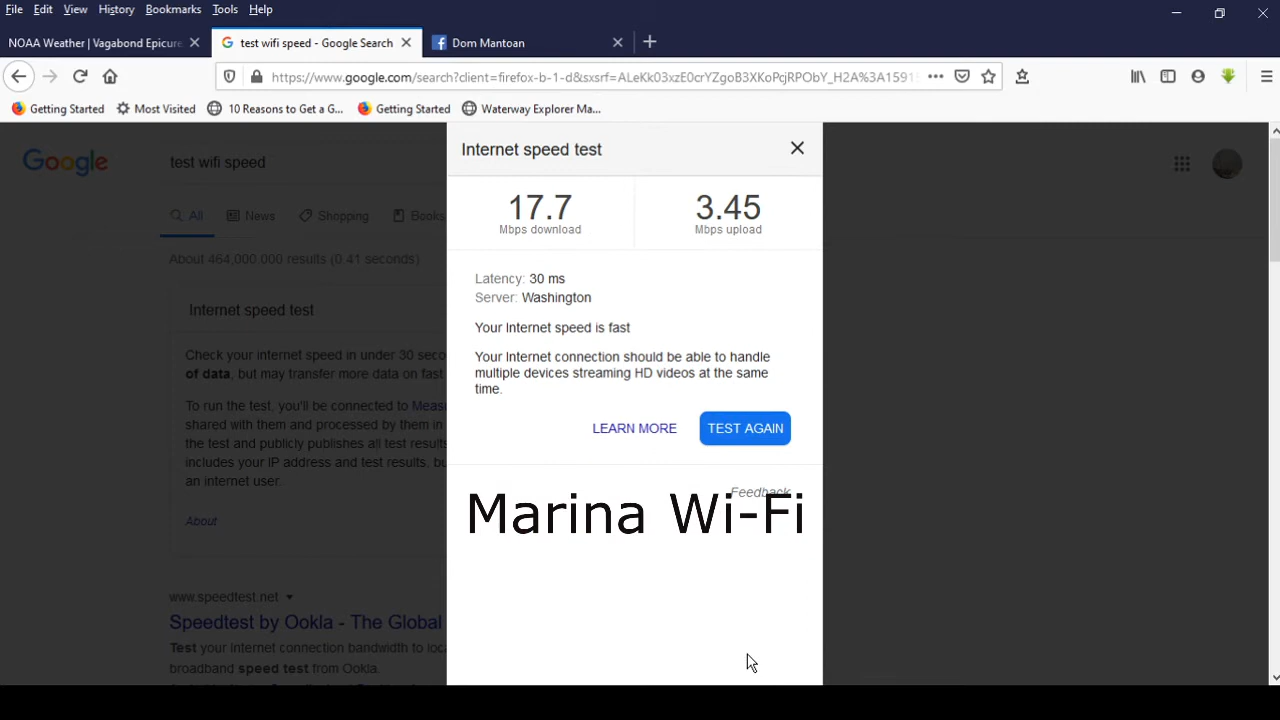 File Edit View History Bookmarks Tools Help
NOAA Weather | Vagabond Epicure
test wifi speed - Google Search
Dom Mantoan
https://www.google.com/search?client=firefox-b-1-d&sxsrf=ALeKk03xzE0crYZgoB3XKoPcjRPObY_H2A%3A1591
Getting Started Most Visited 10 Reasons to Get a G... Getting Started Waterway Explorer Ma...
Google
test wifi speed
All News Shopping Books
About 464,000,000 results (0.41 seconds)
Internet speed test
Check your internet speed in under 30 seco
of data, but may transfer more data on fast
To run the test, you'll be connected to Meas
shared with them and processed by them in
the test and publicly publishes all test results
includes your IP address and test results, bu
an internet user.
About
www.speedtest.net
Speedtest by Ookla - The Global
Test your Internet connection bandwidth to loca
broadband speed test from Ookla.
Internet speed test
17.7
Mbps download
3.45
Mbps upload
Latency: 30 ms
Server: Washington
Your Internet speed is fast
Your Internet connection should be able to handle
multiple devices streaming HD videos at the same
time.
LEARN MORE TEST AGAIN
Feedback
Marina Wi-Fi